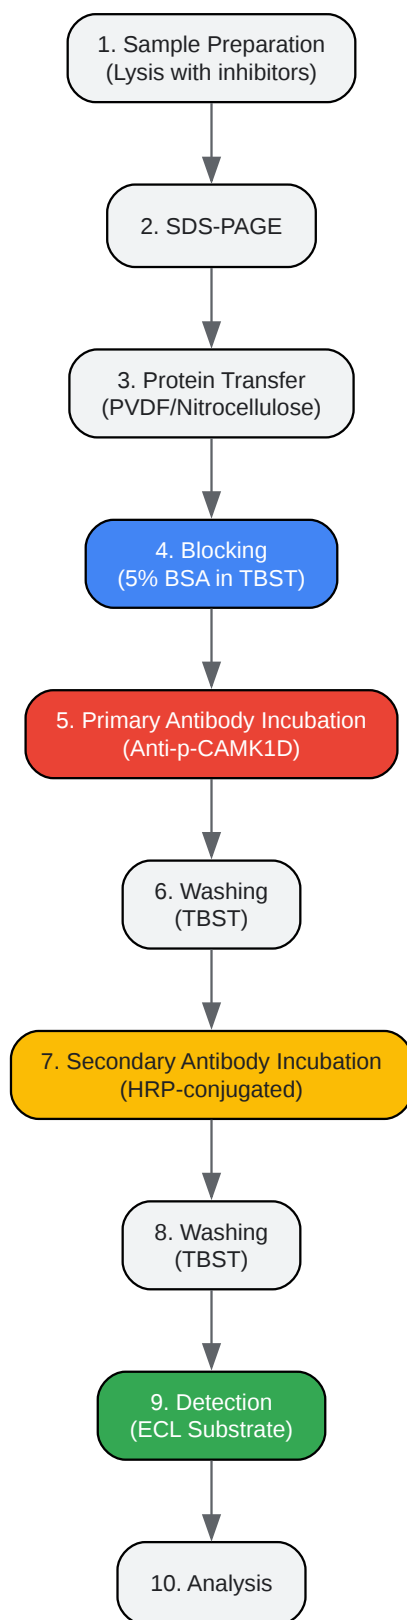 1. Sample Preparation
(Lysis with inhibitors)
2. SDS-PAGE
3. Protein Transfer
(PVDF/Nitrocellulose)
4. Blocking
(5% BSA in TBST)
5. Primary Antibody Incubation
(Anti-p-CAMK1D)
6. Washing
(TBST)
7. Secondary Antibody Incubation
(HRP-conjugated)
8. Washing
(TBST)
9. Detection
(ECL Substrate)
10. Analysis